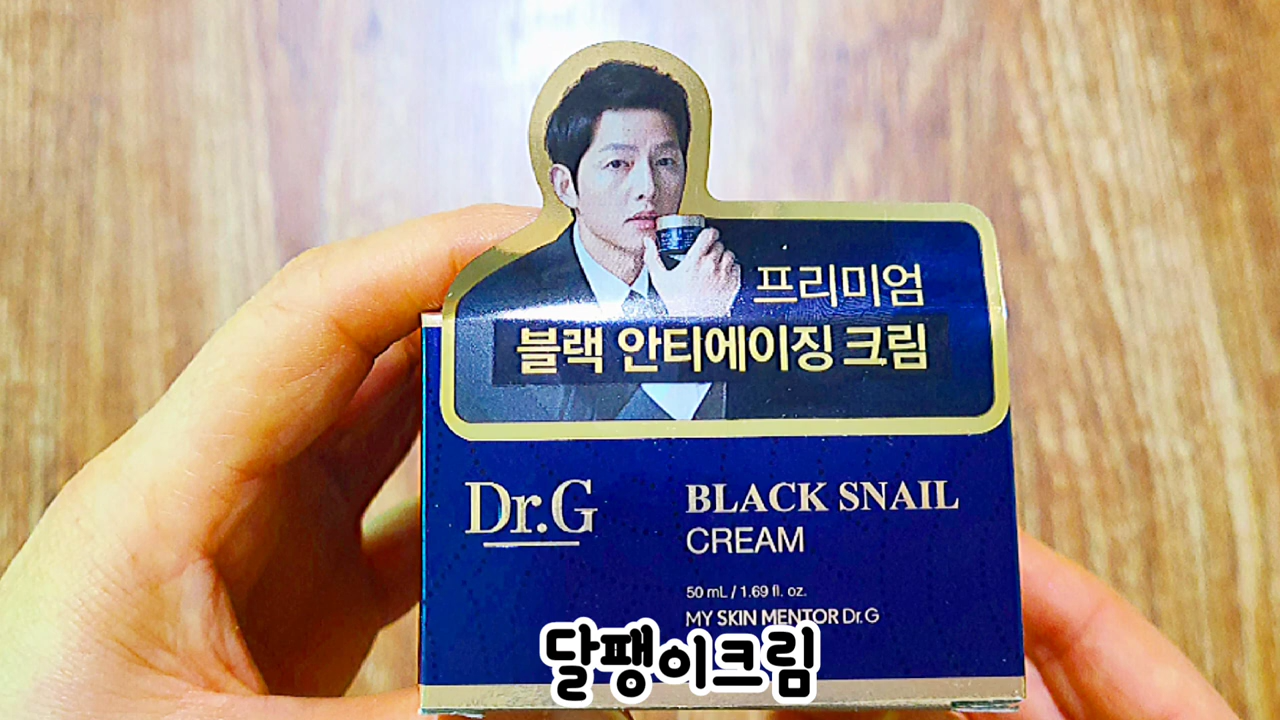 프리미엄
블랙 안티에이징 크림
Dr.G
BLACK SNAIL
CREAM
50 mL / 1.69 fl. oz.
MY SKIN MENTOR Dr.G
달팽이크림